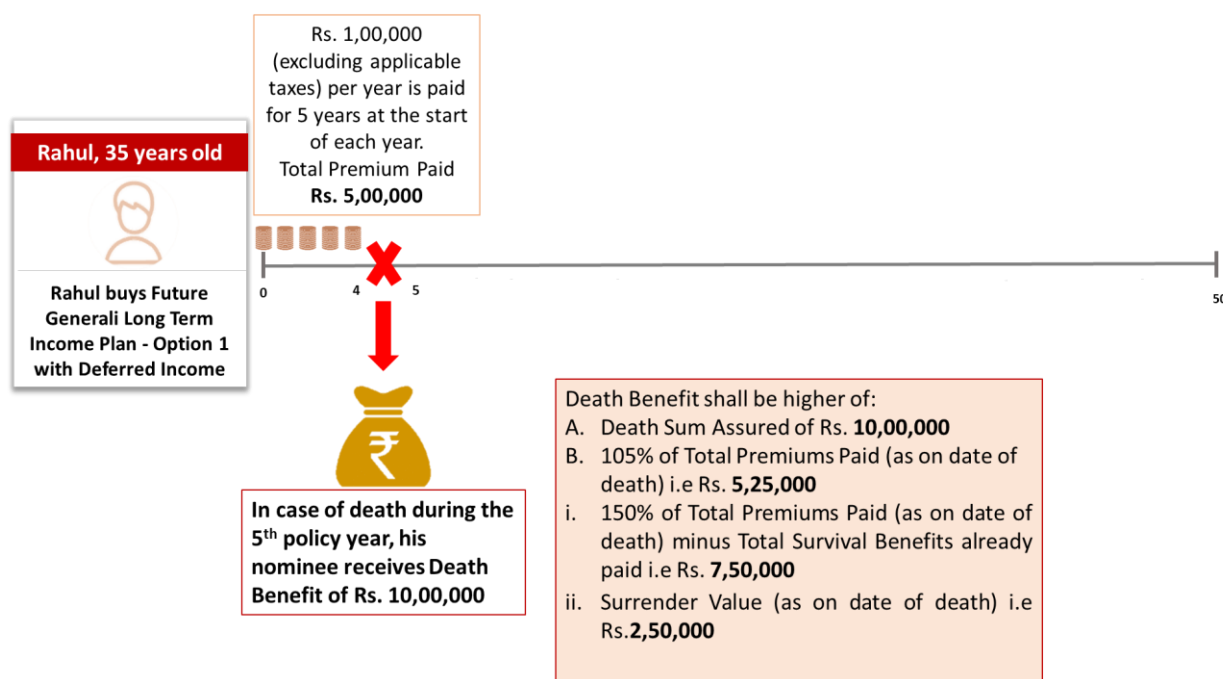 Rs. 1,00,000
(excluding applicable
taxes) per year is paid
for 5 years at the start
of each year.
Total Premium Paid
Rs. 5,00,000
Rahul, 35 years old
Rahul buys Future
Generali Long Term
Income Plan - Option 1
with Deferred Income
0
4
5
50
₹
In case of death during the
5th policy year, his
nominee receives Death
Benefit of Rs. 10,00,000
Death Benefit shall be higher of:
A. Death Sum Assured of Rs. 10,00,000
B. 105% of Total Premiums Paid (as on date of
death) i.e Rs. 5,25,000
i. 150% of Total Premiums Paid (as on date of
death) minus Total Survival Benefits already
paid i.e Rs. 7,50,000
ii. Surrender Value (as on date of death) i.e
Rs.2,50,000